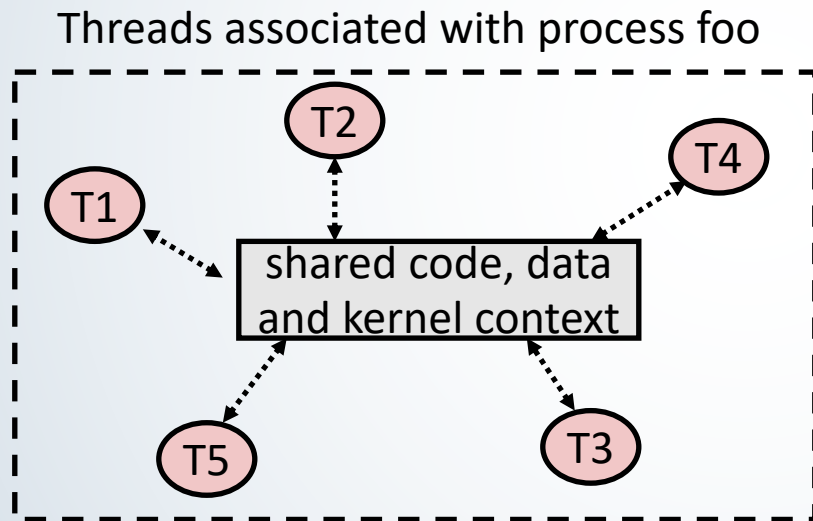 Threads associated with process foo
T2
T4
T1
shared code, data
and kernel context
T5
T3